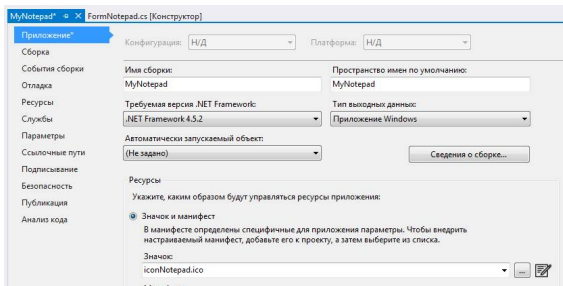 MyNotepad* FormNotepad.cs [Конструктор]
Приложение*
Сборка
События сборки
Отладка
Ресурсы
Службы
Параметры
Ссылочные пути
Подписывание
Безопасность
Публикация
Анализ кода
Конфигурация: Н/Д Платформа: Н/Д
Имя сборки: Пространство имен по умолчанию:
MyNotepad MyNotepad
Требуемая версия .NET Framework: Тип выходных данных:
.NET Framework 4.5.2 Приложение Windows
Автоматически запускаемый объект:
(Не задано) Сведения о сборке...
Ресурсы
Укажите, каким образом будут управляться ресурсы приложения:
Значок и манифест
В манифесте определены специфичные для приложения параметры. Чтобы внедрить
настраиваемый манифест, добавьте его к проекту, а затем выберите из списка.
Значок:
iconNotepad.ico ...